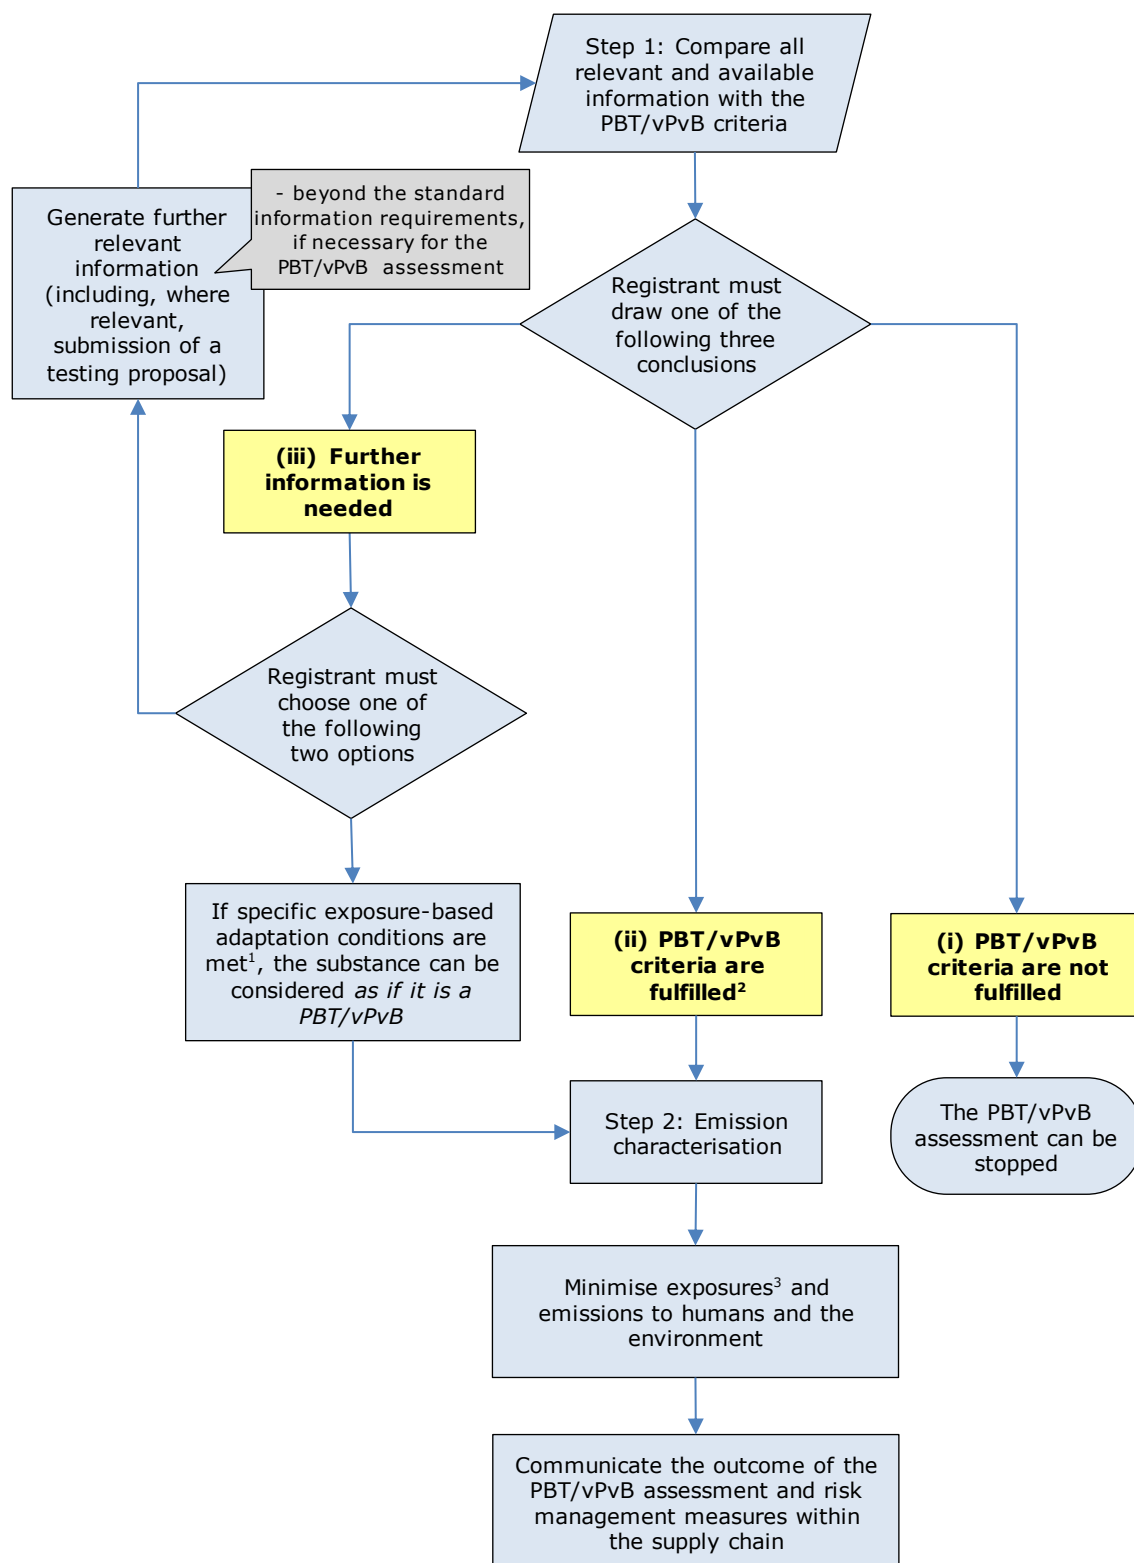 Step 1: Compare all
relevant and available
information with the
PBT/vPvB criteria
- beyond the standard
information requirements,
if necessary for the
PBT/vPvB assessment
Generate further
relevant
information
(including, where
relevant,
submission of a
testing proposal)
Registrant must
draw one of the
following three
conclusions
(iii) Further
information is
needed
Registrant must
choose one of
the following
two options
If specific exposure-based
adaptation conditions are
met¹, the substance can be
considered as if it is a
PBT/vPvB
(ii) PBT/vPvB
criteria are
fulfilled²
(i) PBT/vPvB
criteria are not
fulfilled
Step 2: Emission
characterisation
The PBT/vPvB
assessment can be
stopped
Minimise exposures³ and
emissions to humans and the
environment
Communicate the outcome of the
PBT/vPvB assessment and risk
management measures within
the supply chain